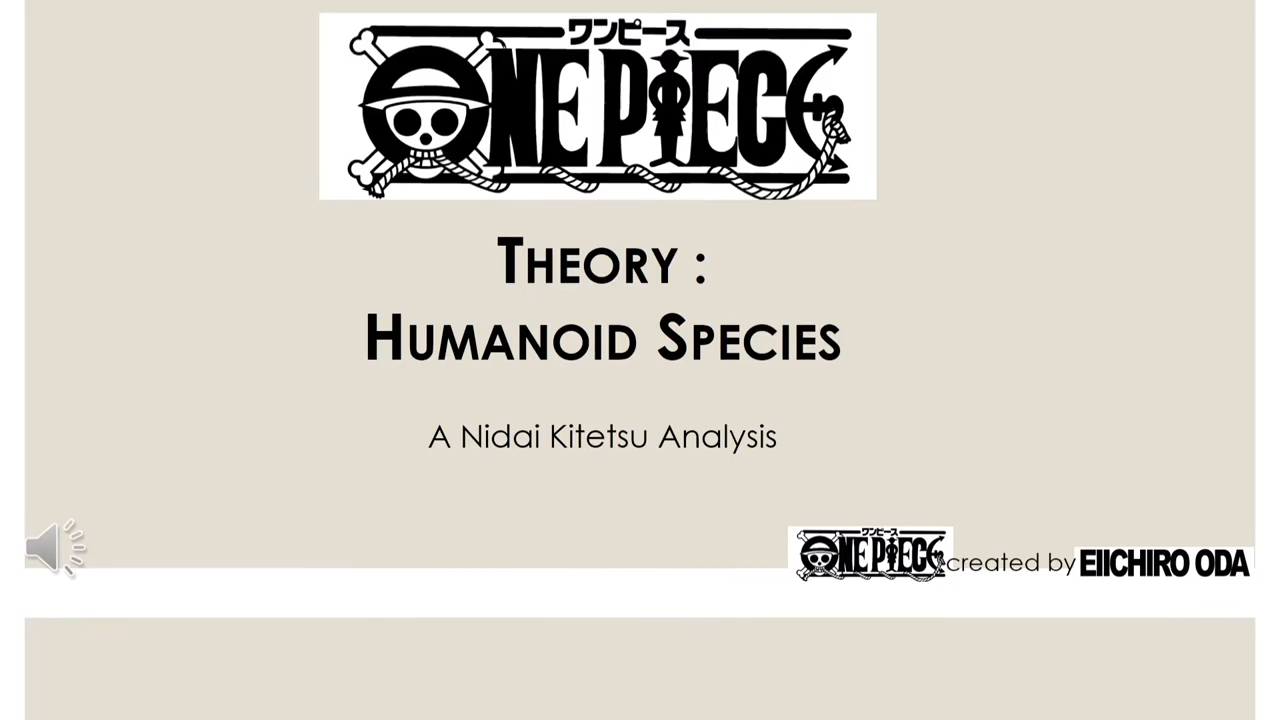 ワンピース
ONE PIECE
THEORY :
HUMANOID SPECIES
A Nidai Kitetsu Analysis
ワンピース
ONE PIECE created by EIICHIRO ODA